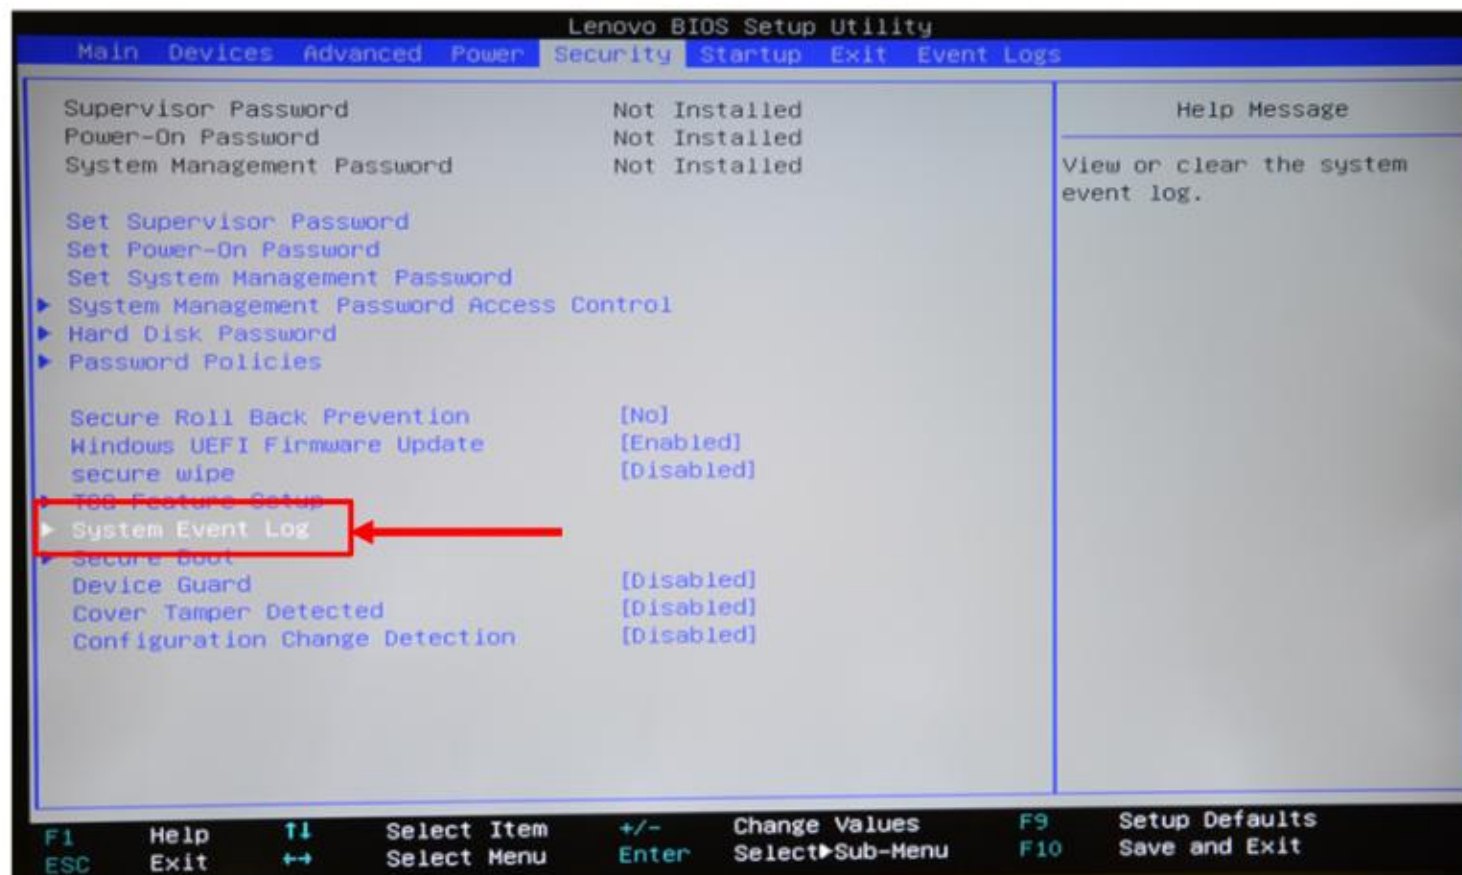 Lenovo BIOS Setup Utility
Main Devices Advanced Power Security Startup Exit Event Logs
Supervisor Password Not Installed
Power-On Password Not Installed
System Management Password Not Installed
Set Supervisor Password
Set Power-On Password
Set System Management Password
System Management Password Access Control
Hard Disk Password
Password Policies
Secure Roll Back Prevention [No]
Windows UEFI Firmware Update [Enabled]
secure wipe [Disabled]
TCG Feature Setup
System Event Log
Secure Boot
Device Guard [Disabled]
Cover Tamper Detected [Disabled]
Configuration Change Detection [Disabled]
Help Message
View or clear the system
event log.
F1 Help ↑↓ Select Item +/- Change Values F9 Setup Defaults
ESC Exit ←→ Select Menu Enter Select▶Sub-Menu F10 Save and Exit